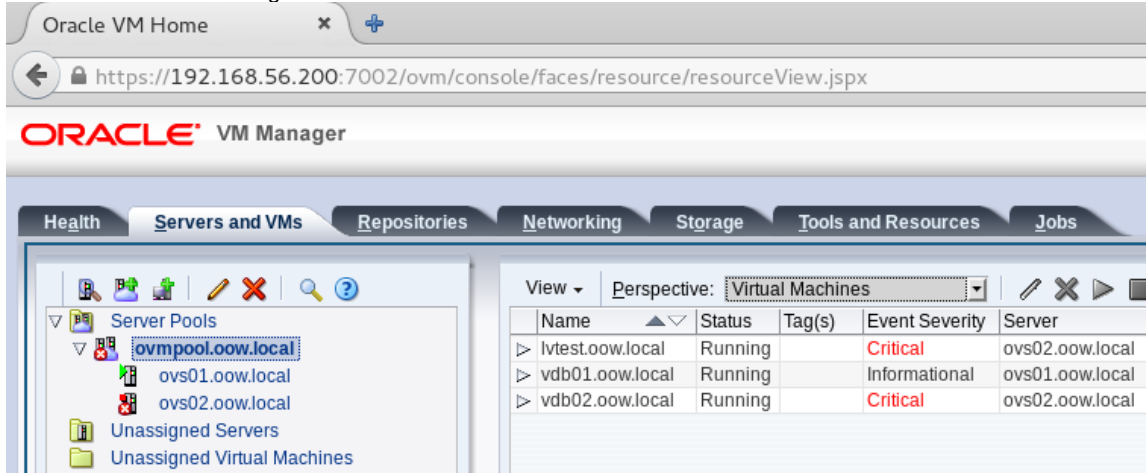 Oracle VM Home
https://192.168.56.200:7002/ovm/console/faces/resource/resourceView.jspx
ORACLE VM Manager
Health Servers and VMs Repositories Networking Storage Tools and Resources Jobs
View Perspective: Virtual Machines
Server Pools
ovmpool.oow.local
ovs01.oow.local
ovs02.oow.local
Unassigned Servers
Unassigned Virtual Machines
Name Status Tag(s) Event Severity Server
lvtest.oow.local Running Critical ovs02.oow.local
vdb01.oow.local Running Informational ovs01.oow.local
vdb02.oow.local Running Critical ovs02.oow.local